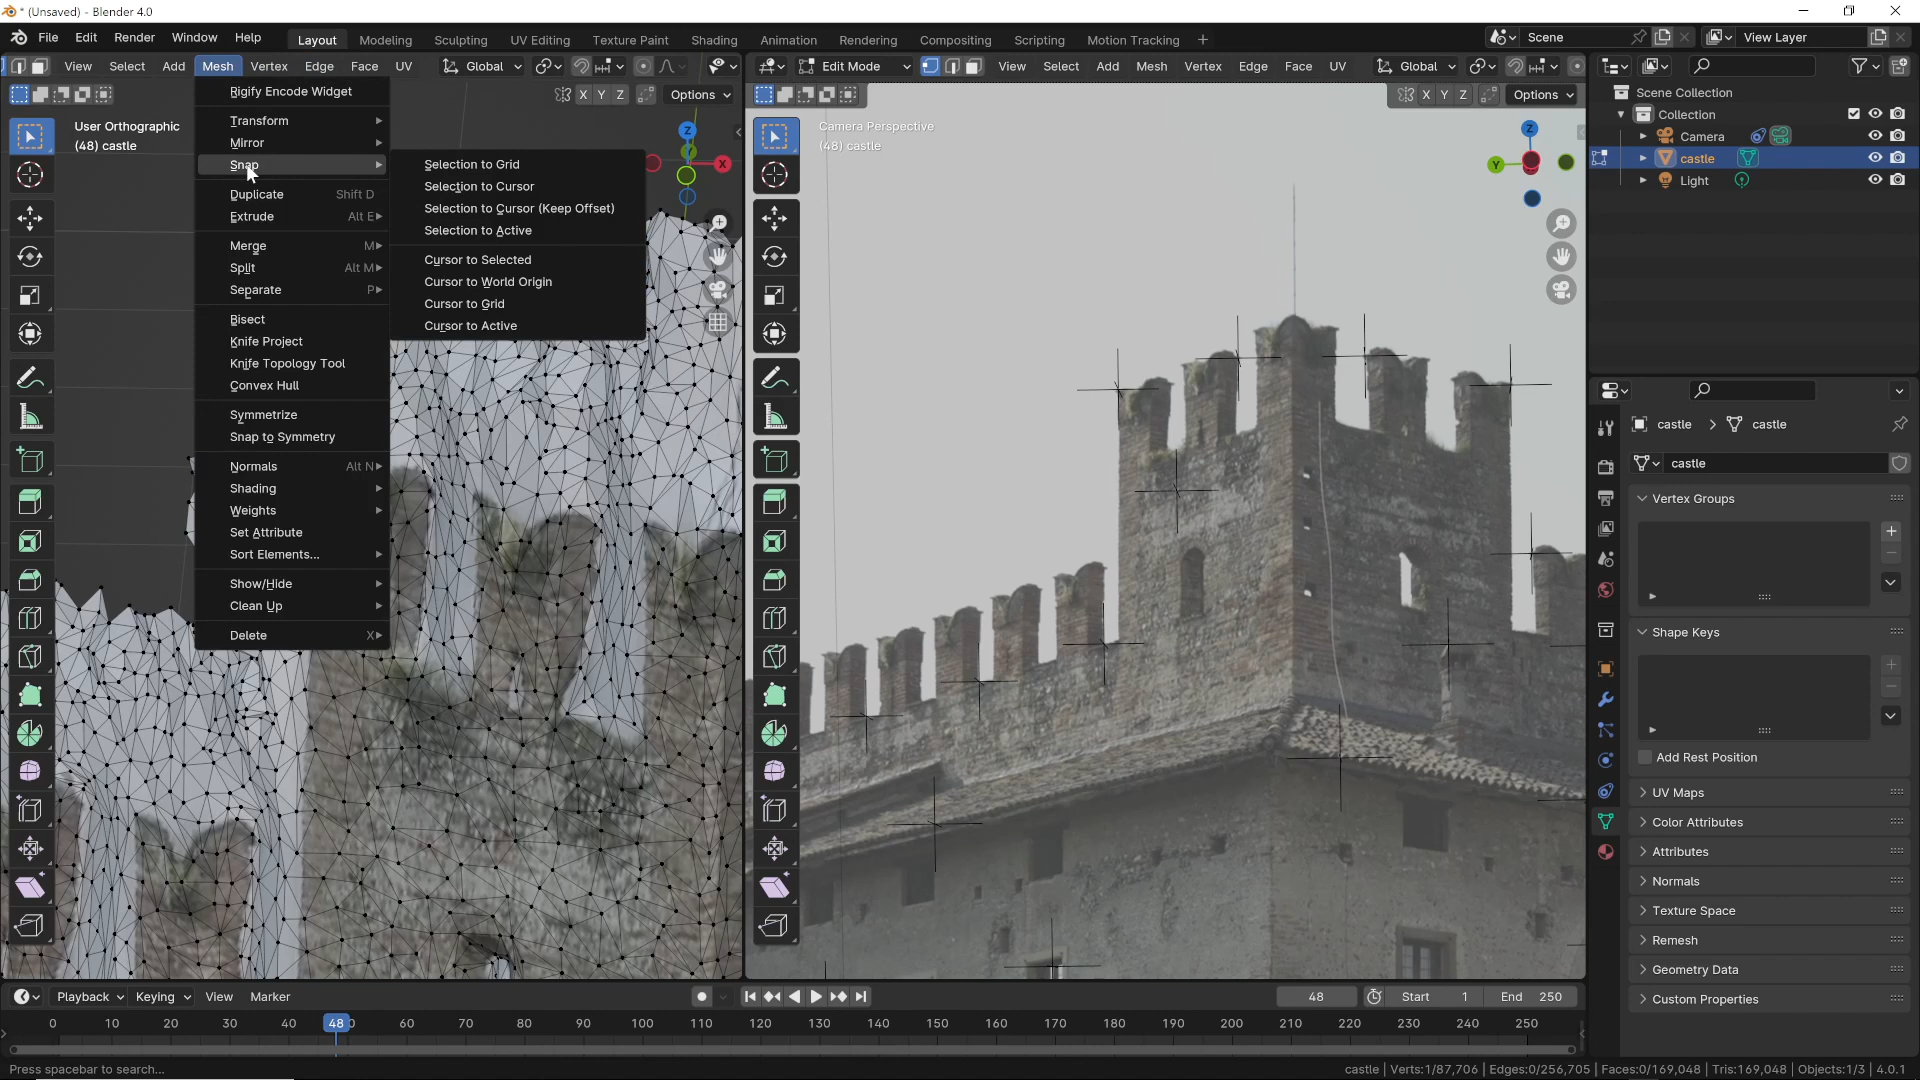 * (Unsaved) - Blender 4.0
File Edit Render Window Help
Layout Modeling Sculpting UV Editing Texture Paint Shading Animation Rendering Compositing Scripting Motion Tracking +
Scene
View Layer
View Select Add Mesh Vertex Edge Face UV
Global
X Y Z
Options
User Orthographic
(48) castle
Z
Y
X
Rigify Encode Widget
Transform
Mirror
Snap
Duplicate Shift D
Extrude Alt E
Merge M
Split Alt M
Separate P
Bisect
Knife Project
Knife Topology Tool
Convex Hull
Symmetrize
Snap to Symmetry
Normals Alt N
Shading
Weights
Set Attribute
Sort Elements...
Show/Hide
Clean Up
Delete X
Selection to Grid
Selection to Cursor
Selection to Cursor (Keep Offset)
Selection to Active
Cursor to Selected
Cursor to World Origin
Cursor to Grid
Cursor to Active
Edit Mode
View Select Add Mesh Vertex Edge Face UV
Global
X Y Z
Options
Camera Perspective
(48) castle
Z
Y
Scene Collection
Collection
Camera
castle
Light
castle > castle
castle
Vertex Groups
Shape Keys
Add Rest Position
UV Maps
Color Attributes
Attributes
Normals
Texture Space
Remesh
Geometry Data
Custom Properties
Playback Keying View Marker
48
Start 1
End 250
0 10 20 30 40 48 0 60 70 80 90 100 110 120 130 140 150 160 170 180 190 200 210 220 230 240 250
Press spacebar to search...
castle | Verts:1/87,706 | Edges:0/256,705 | Faces:0/169,048 | Tris:169,048 | Objects:1/3 | 4.0.1